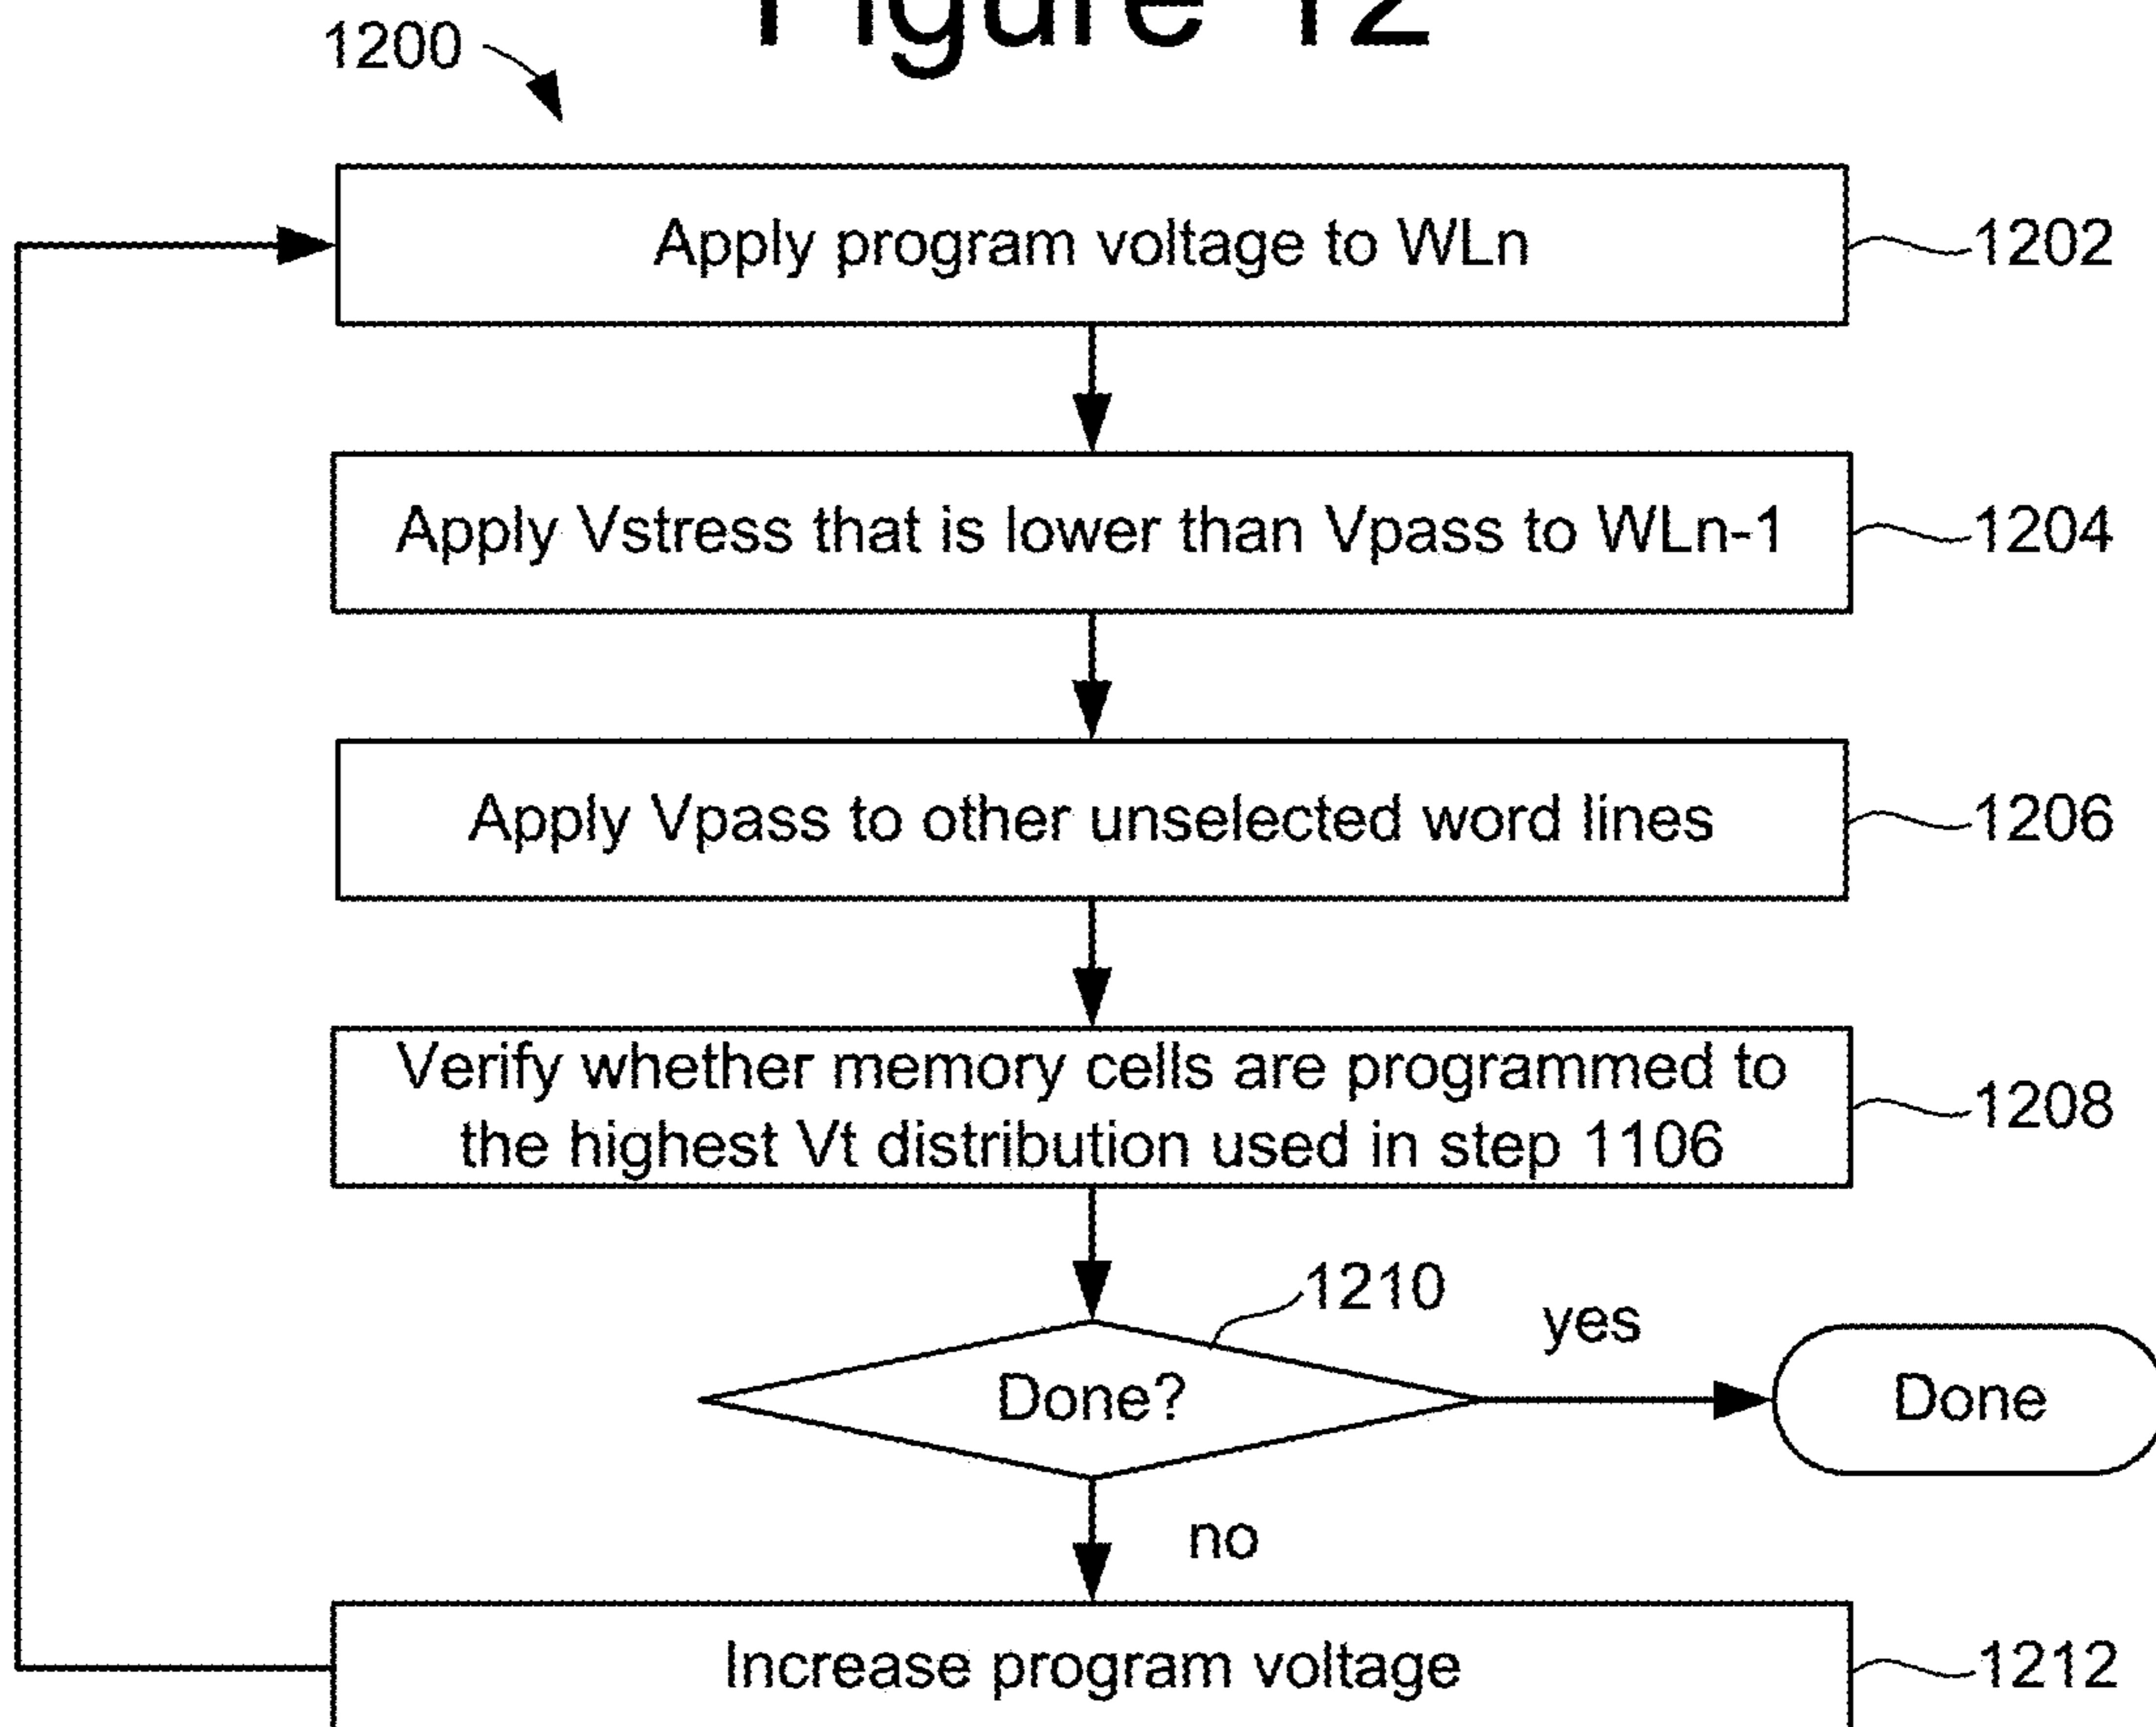 Figure 12
1200
Apply program voltage to WLn
1202
Apply Vstress that is lower than Vpass to WLn-1
1204
Apply Vpass to other unselected word lines
1206
Verify whether memory cells are programmed to
the highest Vt distribution used in step 1106
1208
1210
yes
Done?
Done
no
Increase program voltage
1212